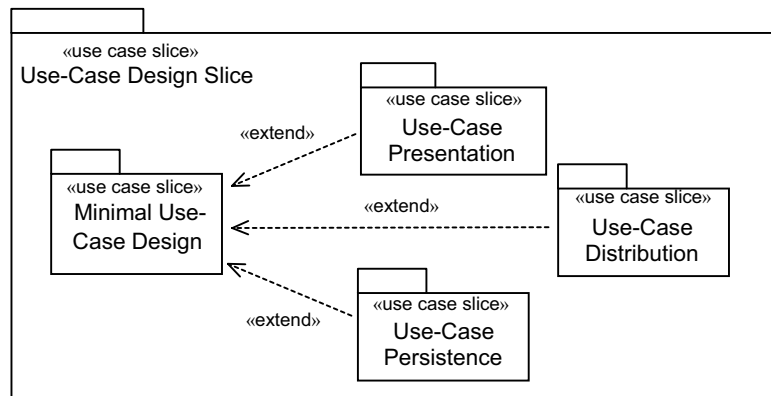 «use case slice»
Use-Case Design Slice
«use case slice»
Use-Case
Presentation
«extend»
«use case slice»
Minimal Use-
Case Design
«extend»
«use case slice»
Use-Case
Distribution
«extend»
«use case slice»
Use-Case
Persistence